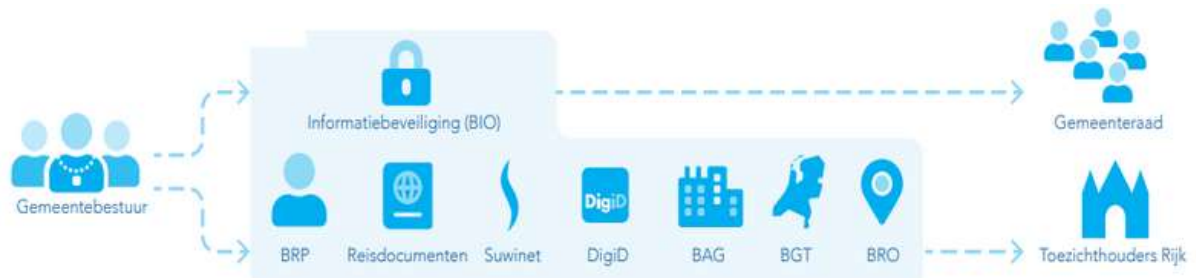 Informatiebeveiliging (BIO)
Gemeenteraad
Gemeentebestuur
DigiD
BRP
Reisdocumenten
Suwinet
DigiD
BAG
BGT
BRO
Toezichthouders Rijk